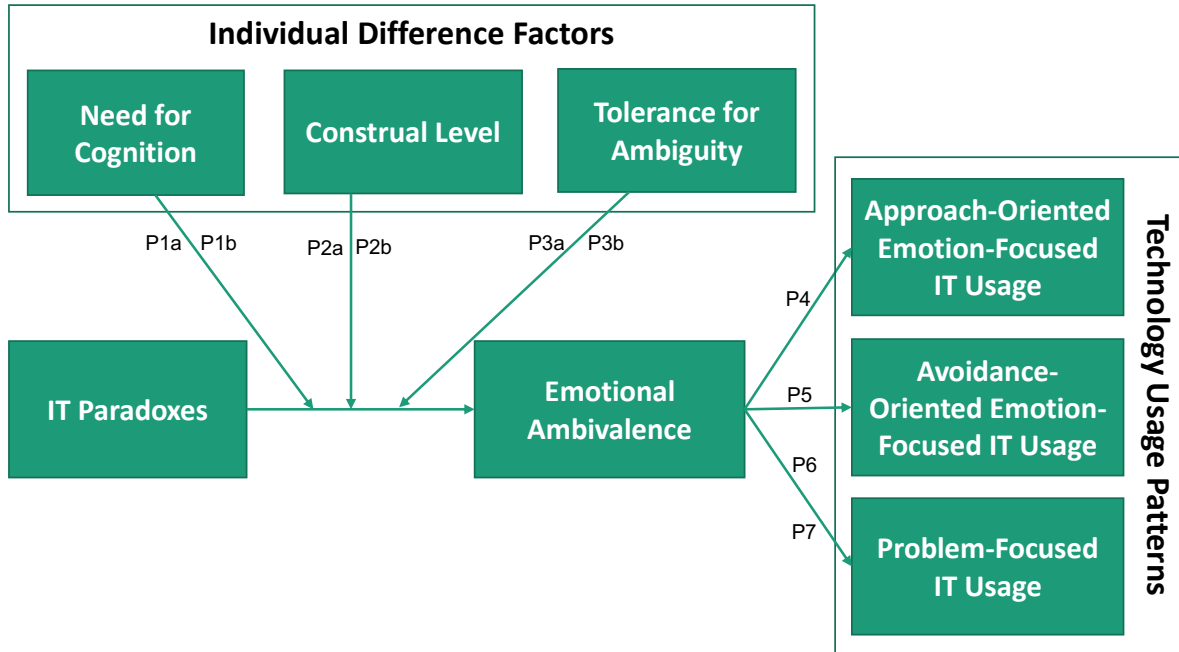 Individual Difference Factors
Need for
Cognition
Construal Level
Tolerance for
Ambiguity
P1a
P1b
P2a
P2b
P3a
P3b
IT Paradoxes
Emotional
Ambivalence
P4
P5
P6
P7
Approach-Oriented
Emotion-Focused
IT Usage
Avoidance-
Oriented Emotion-
Focused IT Usage
Problem-Focused
IT Usage
Technology Usage Patterns